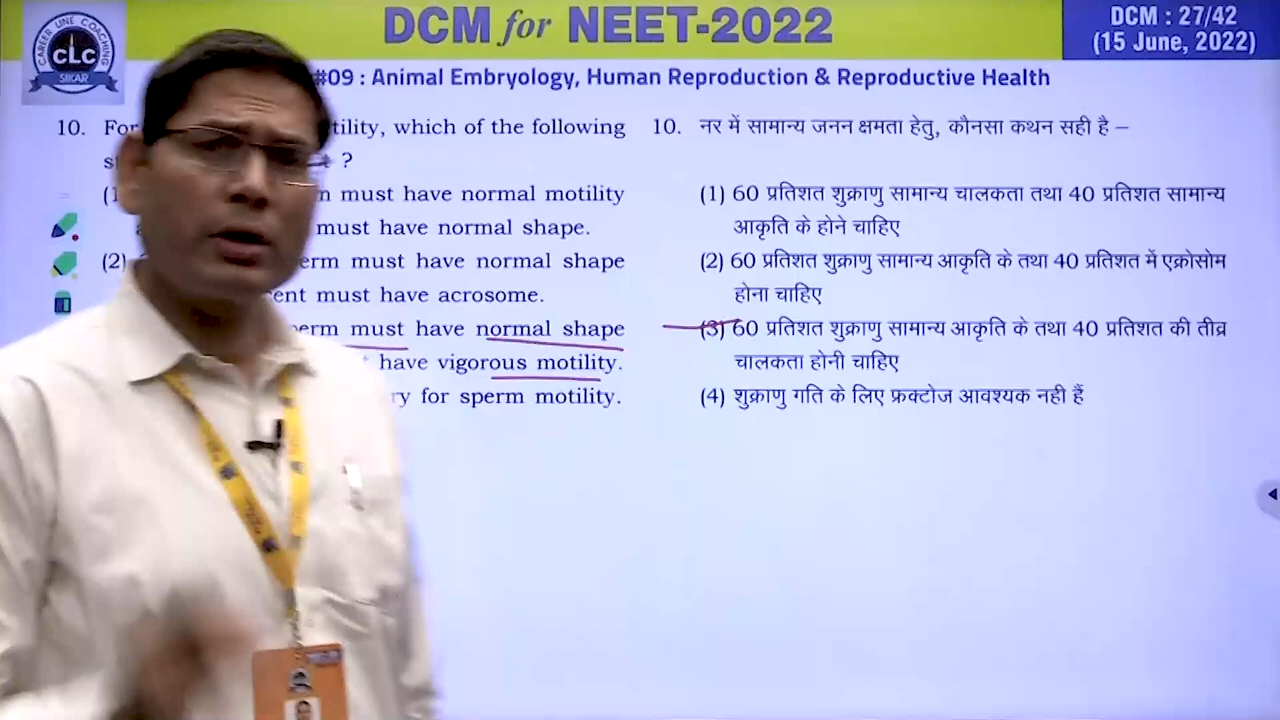 DCM for NEET-2022
DCM : 27/42
(15 June, 2022)
CAREER LINE COACHING
CLC
SIKAR
#09 : Animal Embryology, Human Reproduction & Reproductive Health
10. For tility, which of the following
?
must have normal motility
must have normal shape.
(2) must have normal shape
must have acrosome.
must have normal shape
have vigorous motility.
for sperm motility.
10. नर में सामान्य जनन क्षमता हेतु, कौनसा कथन सही है –
(1) 60 प्रतिशत शुक्राणु सामान्य चालकता तथा 40 प्रतिशत सामान्य
आकृति के होने चाहिए
(2) 60 प्रतिशत शुक्राणु सामान्य आकृति के तथा 40 प्रतिशत में एक्रोसोम
होना चाहिए
(3) 60 प्रतिशत शुक्राणु सामान्य आकृति के तथा 40 प्रतिशत की तीव्र
चालकता होनी चाहिए
(4) शुक्राणु गति के लिए फ्रक्टोज आवश्यक नही हैं